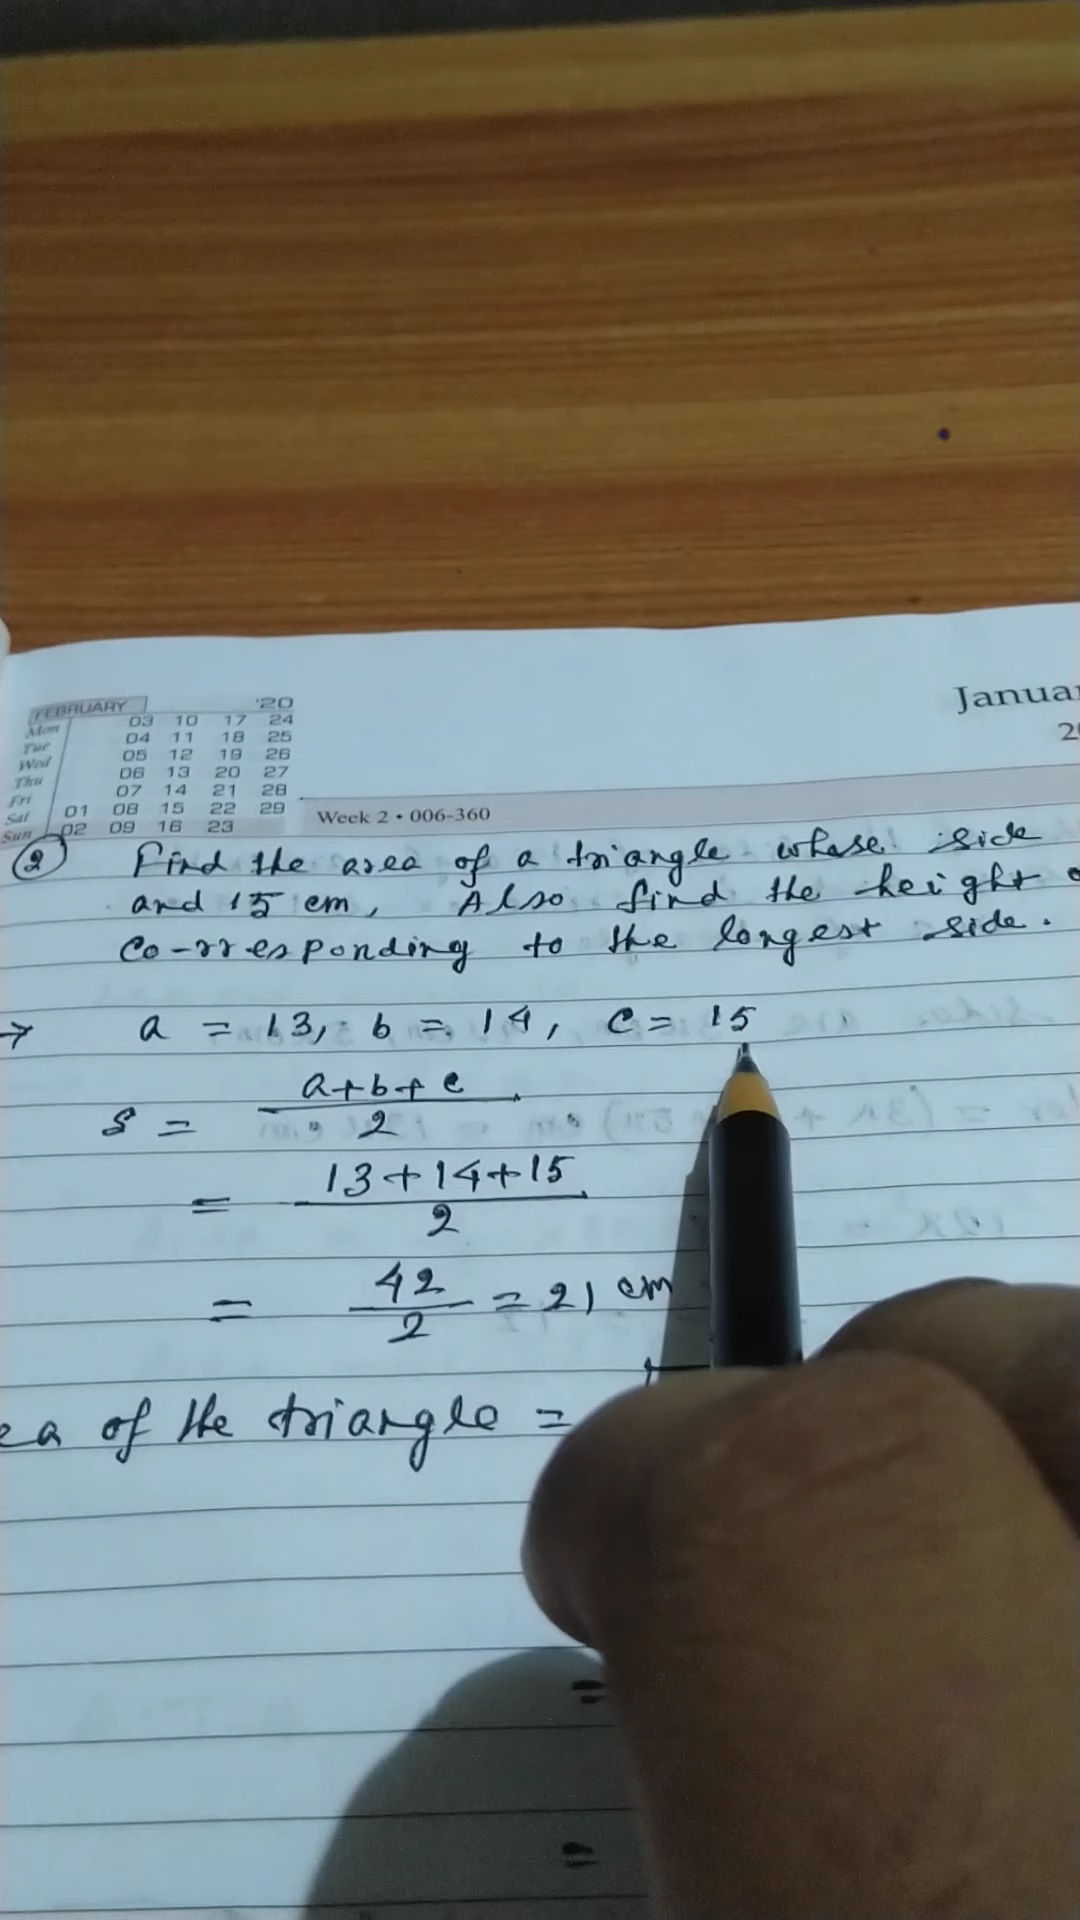 FEBRUARY '20
Mon 03 10 17 24
Tue 04 11 18 25
Wed 05 12 19 26
Thu 06 13 20 27
Fri 07 14 21 28
Sat 01 08 15 22 29
Sun 02 09 16 23
Januar
2
Week 2 • 006-360
② Find the area of a triangle whose side
and 15 cm, Also find the height
Co-rresponding to the longest side.
→ a = 13, b = 14, c = 15
s = a+b+c / 2
= 13+14+15 / 2
= 42 / 2 = 21 cm
ea of the triangle =
=
=